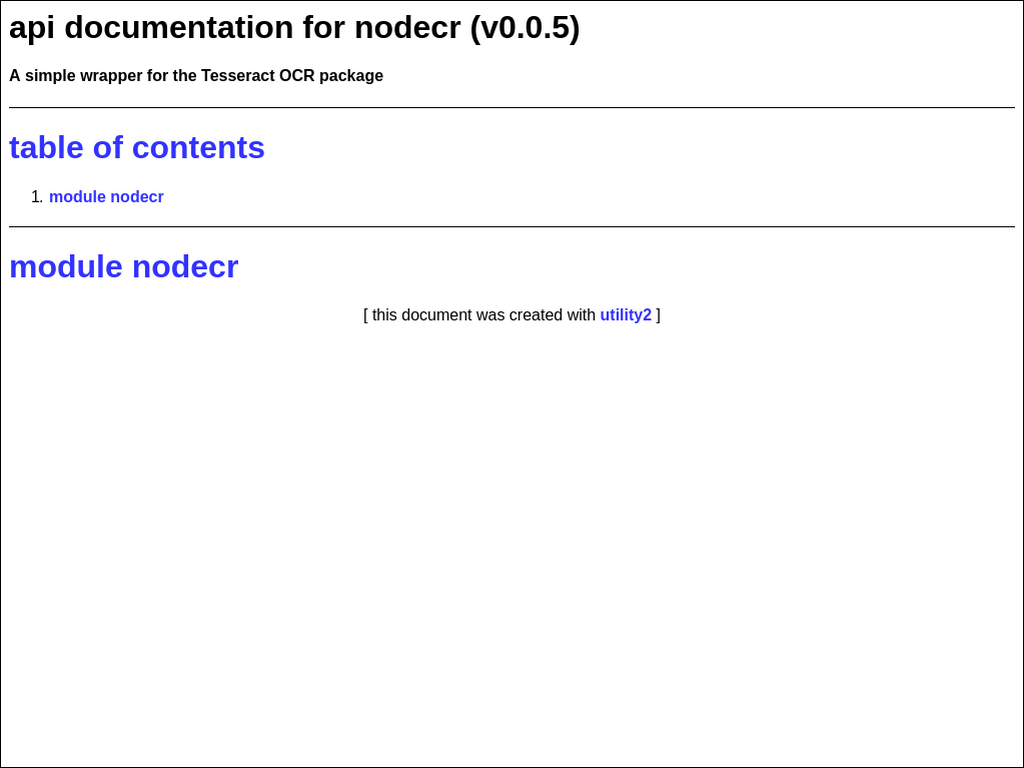 api documentation for nodecr (v0.0.5)
A simple wrapper for the Tesseract OCR package
table of contents
1. module nodecr
module nodecr
[ this document was created with utility2 ]